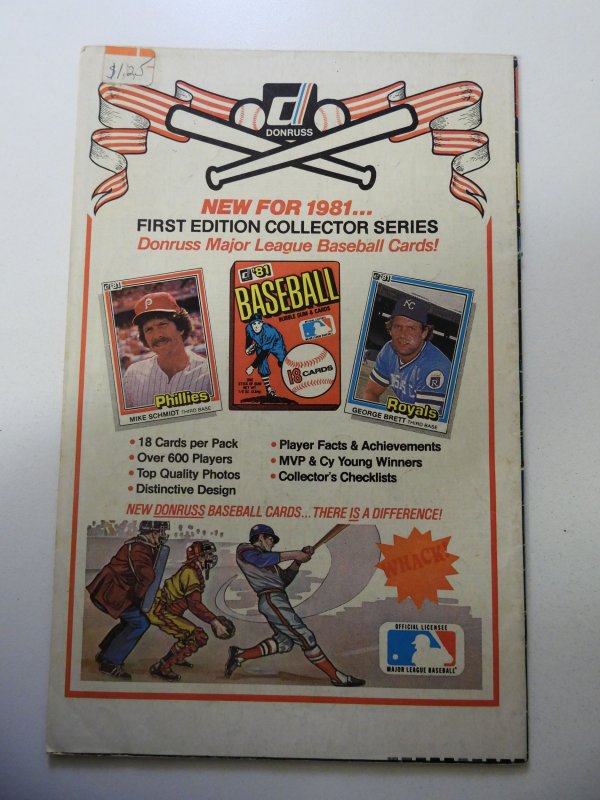 $1.25
d
DONRUSS
NEW FOR 1981...
FIRST EDITION COLLECTOR SERIES
Donruss Major League Baseball Cards!
d '81
Phillies
MIKE SCHMIDT THIRD BASE
d '81
BASEBALL
BUBBLE GUM & CARDS
18 CARDS
d '81
KC
Royals
GEORGE BRETT THIRD BASE
• 18 Cards per Pack
• Over 600 Players
• Top Quality Photos
• Distinctive Design
• Player Facts & Achievements
• MVP & Cy Young Winners
• Collector's Checklists
NEW DONRUSS BASEBALL CARDS...THERE IS A DIFFERENCE!
WHACK!
OFFICIAL LICENSEE
MAJOR LEAGUE BASEBALL